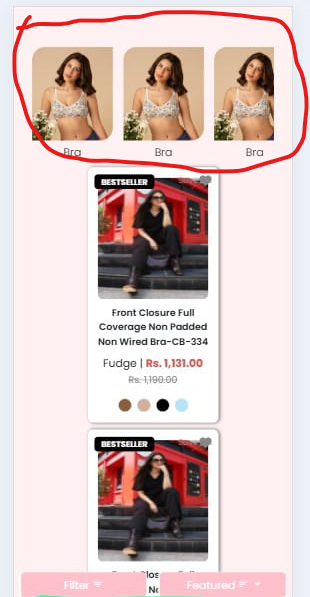 Bra Bra Bra
BESTSELLER
Front Closure Full
Coverage Non Padded
Non Wired Bra-CB-334
Fudge | Rs. 1,131.00
Rs. 1,190.00
BESTSELLER
Filter Featured